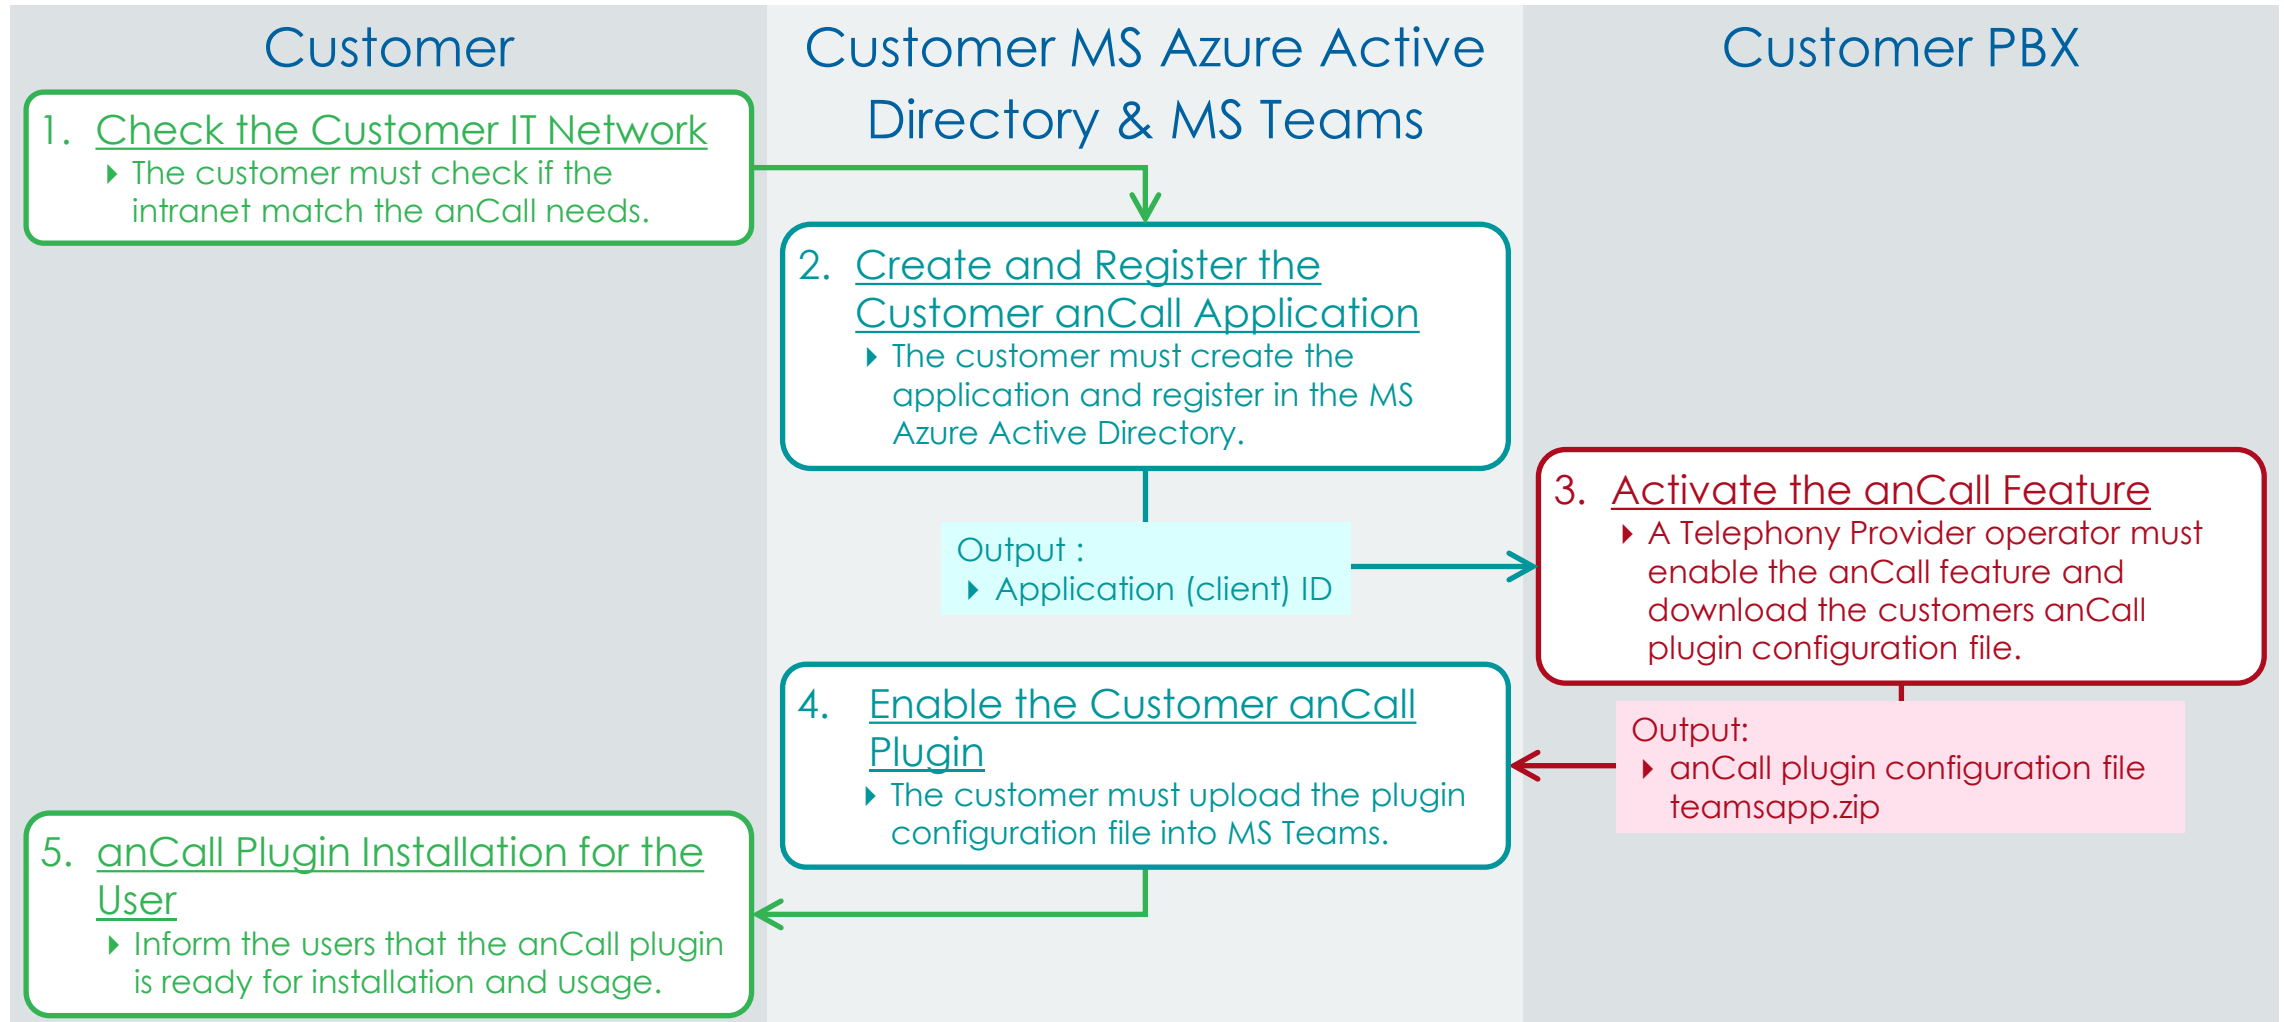 Customer
Customer MS Azure Active
Directory & MS Teams
Customer PBX
1. Check the Customer IT Network
The customer must check if the
intranet match the anCall needs.
2. Create and Register the
Customer anCall Application
The customer must create the
application and register in the MS
Azure Active Directory.
Output :
Application (client) ID
3. Activate the anCall Feature
A Telephony Provider operator must
enable the anCall feature and
download the customers anCall
plugin configuration file.
Output:
anCall plugin configuration file
teamsapp.zip
4. Enable the Customer anCall
Plugin
The customer must upload the plugin
configuration file into MS Teams.
5. anCall Plugin Installation for the
User
Inform the users that the anCall plugin
is ready for installation and usage.